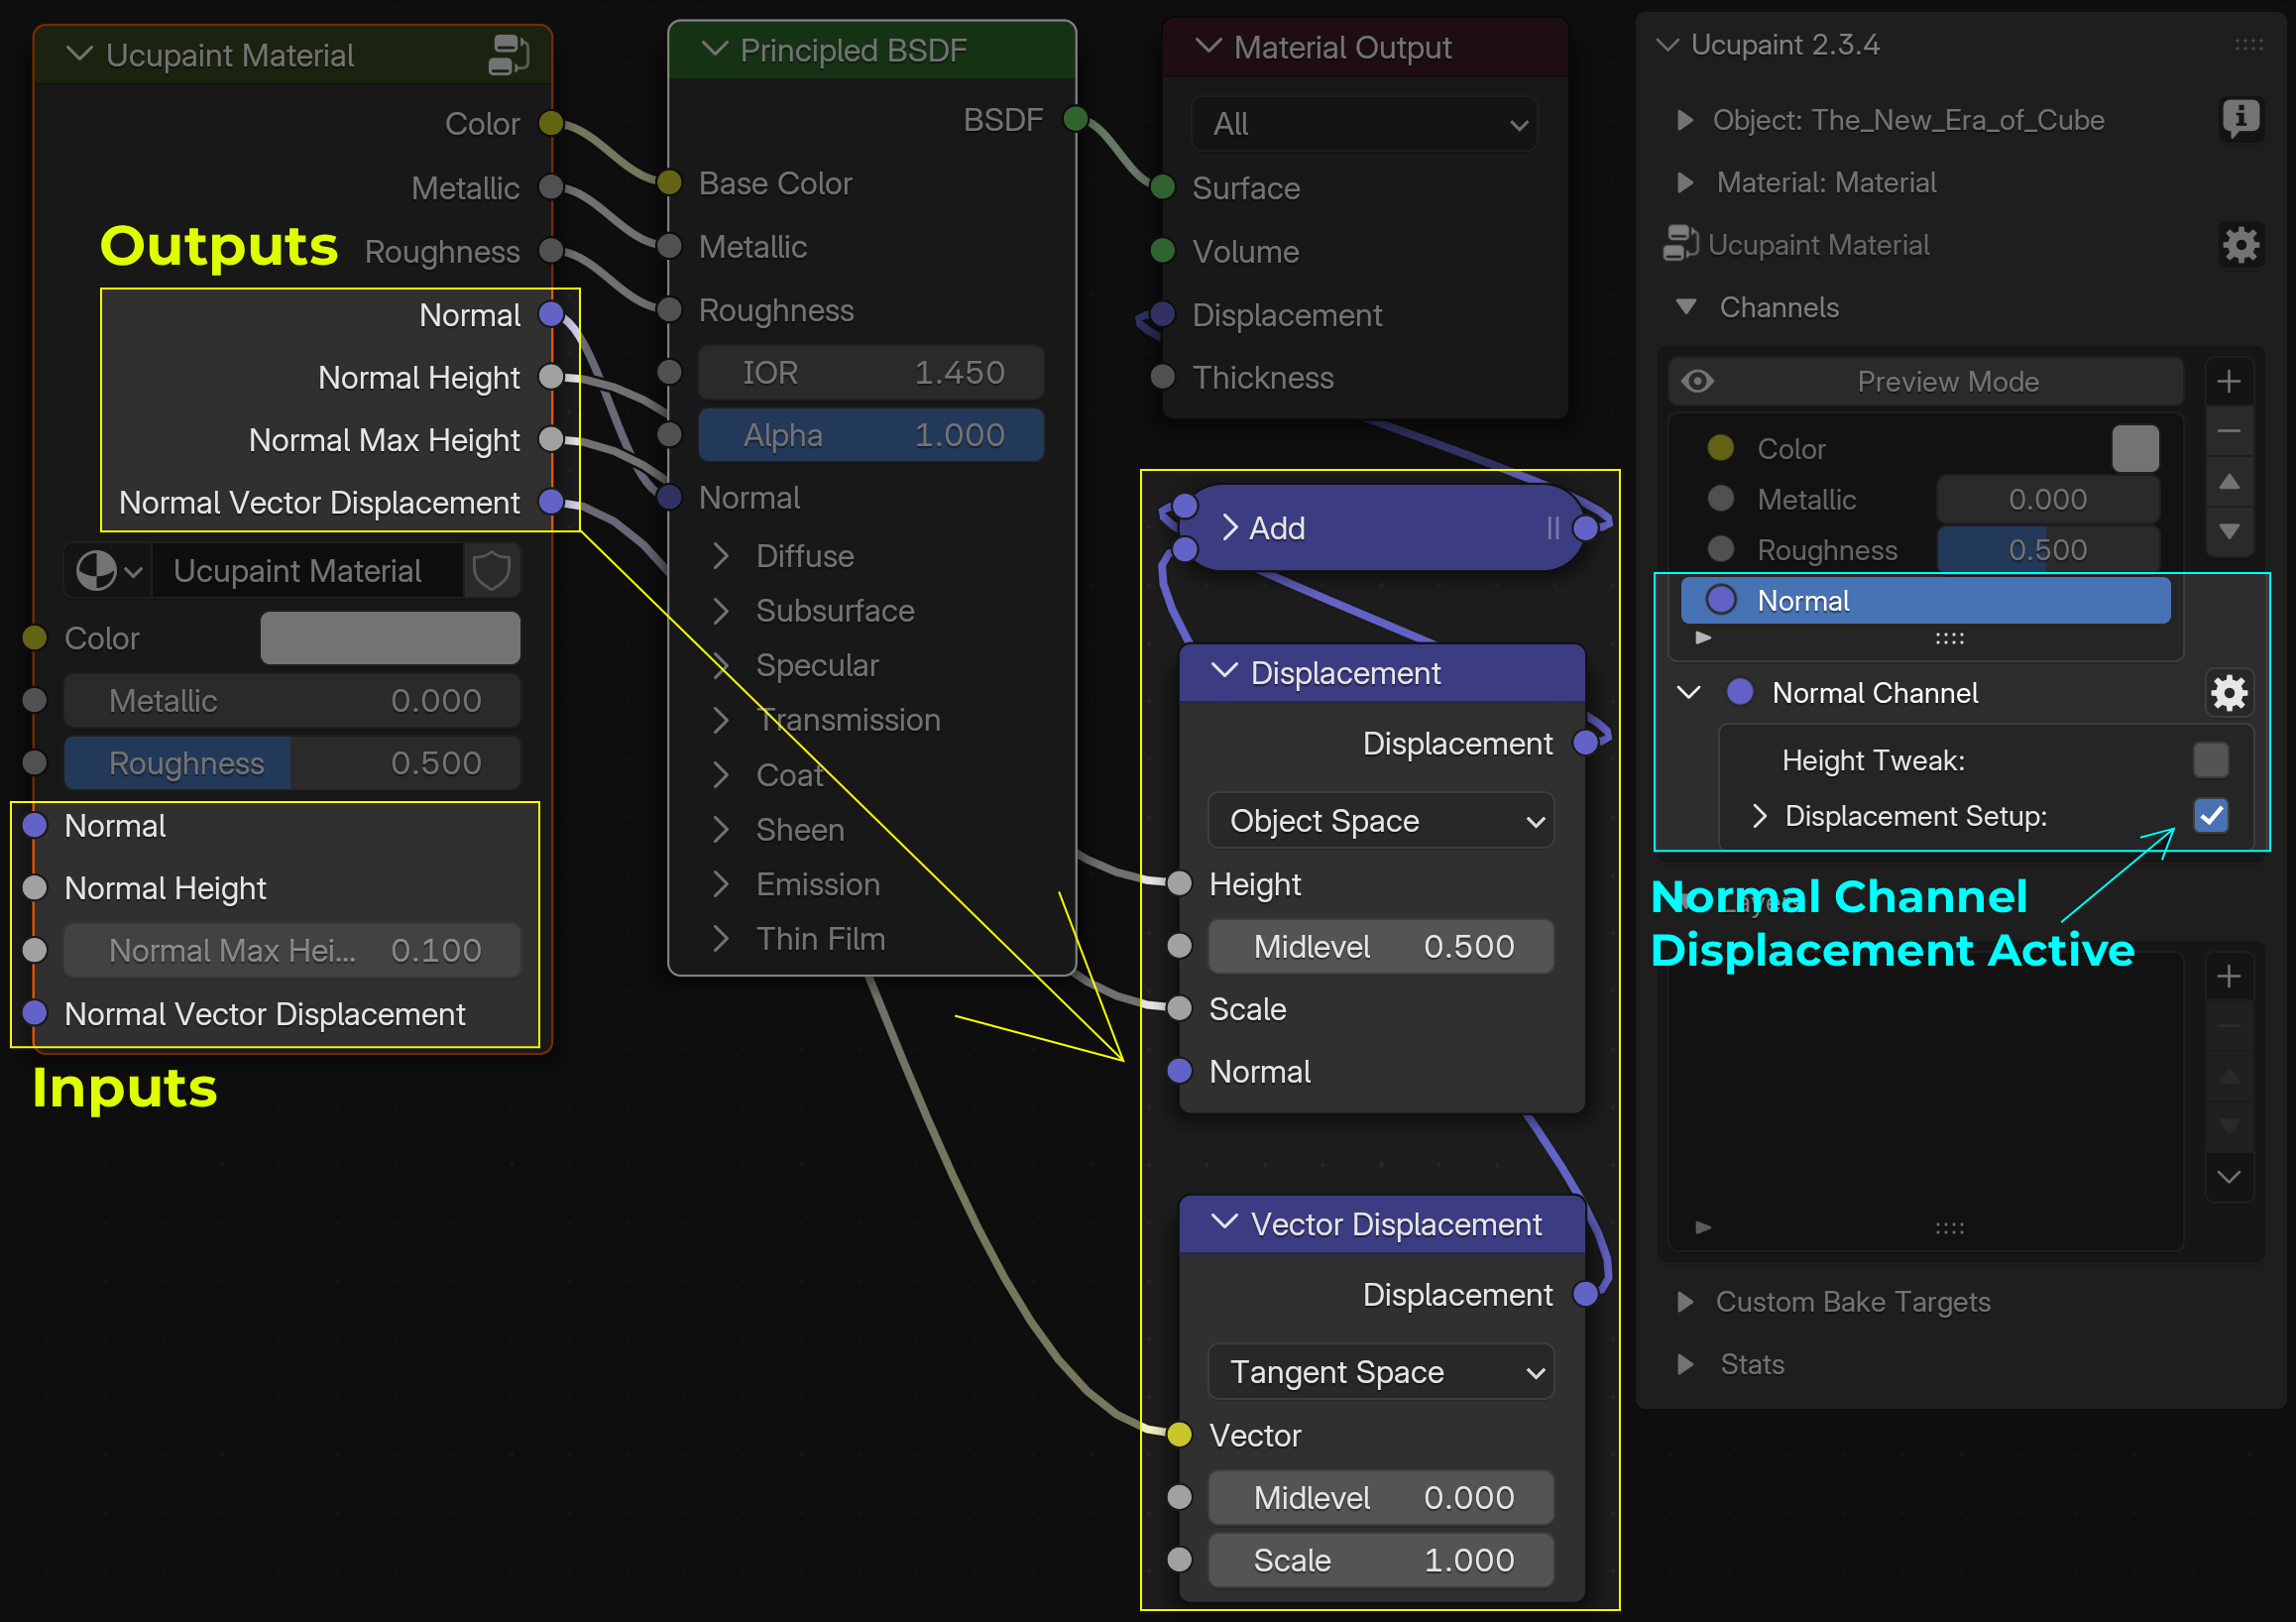 Ucupaint Material
Color
Metallic
Outputs
Roughness
Normal
Normal Height
Normal Max Height
Normal Vector Displacement
Ucupaint Material
Color
Metallic 0.000
Roughness 0.500
Normal
Normal Height
Normal Max Hei... 0.100
Normal Vector Displacement
Inputs
Principled BSDF
BSDF
Base Color
Metallic
Roughness
IOR 1.450
Alpha 1.000
Normal
Diffuse
Subsurface
Specular
Transmission
Coat
Sheen
Emission
Thin Film
Material Output
All
Surface
Volume
Displacement
Thickness
Add
Displacement
Displacement
Object Space
Height
Midlevel 0.500
Scale
Normal
Vector Displacement
Displacement
Tangent Space
Vector
Midlevel 0.000
Scale 1.000
Ucupaint 2.3.4
Object: The_New_Era_of_Cube
Material: Material
Ucupaint Material
Channels
Preview Mode
Color
Metallic 0.000
Roughness 0.500
Normal
Normal Channel
Height Tweak:
Displacement Setup:
Normal Channel
Layers
Displacement Active
Custom Bake Targets
Stats